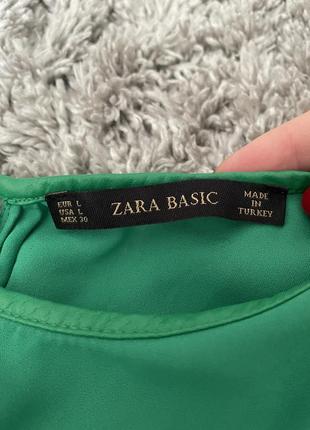 EUR L
USA L
MEX 30
ZARA BASIC
MADE
IN
TURKEY